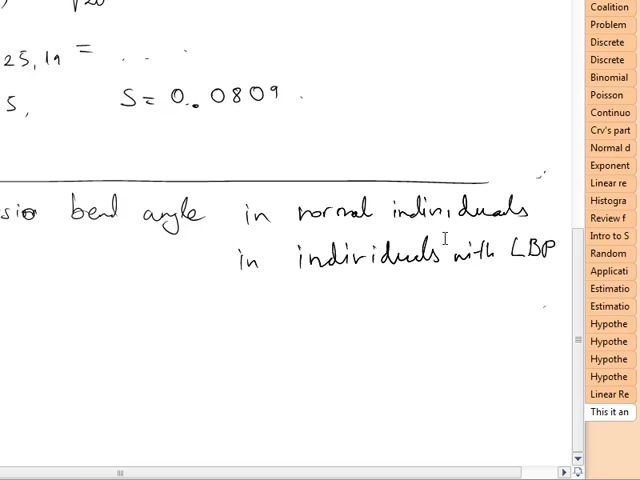 25, 19 = . . .
5, S = 0.0809 .
bend angle in normal individuals
in individuals with LBP
Coalition
Problem
Discrete
Discrete
Binomial
Poisson
Continuo
Crv's part
Normal d
Exponent
Linear re
Histogra
Review f
Intro to S
Random
Applicati
Estimatio
Estimatio
Hypothe
Hypothe
Hypothe
Hypothe
Linear Re
This it an